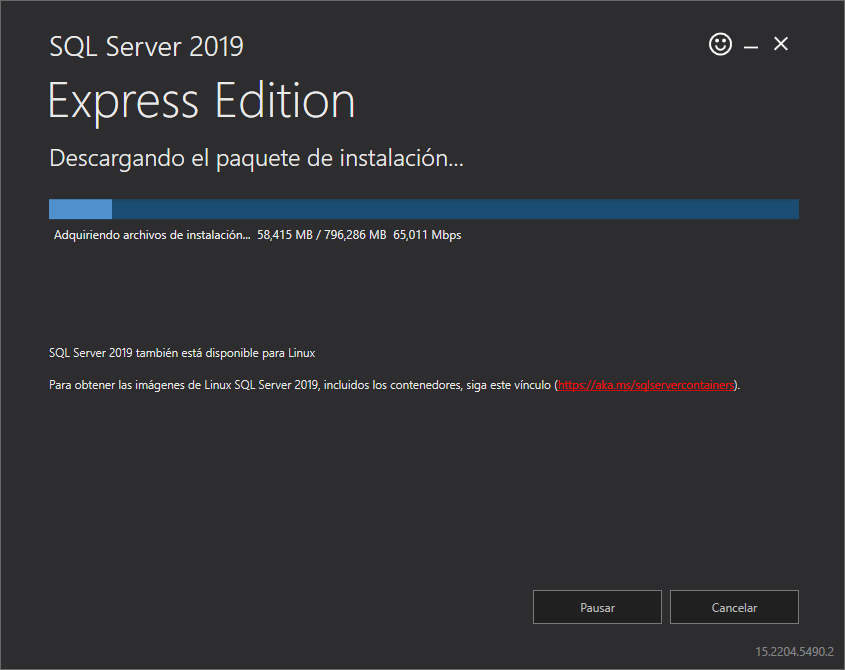 SQL Server 2019
Express Edition
Descargando el paquete de instalación...
Adquiriendo archivos de instalación... 58,415 MB / 796,286 MB 65,011 Mbps
SQL Server 2019 también está disponible para Linux
Para obtener las imágenes de Linux SQL Server 2019, incluidos los contenedores, siga este vínculo (https://aka.ms/sqlservercontainers).
Pausar Cancelar
15.2204.5490.2